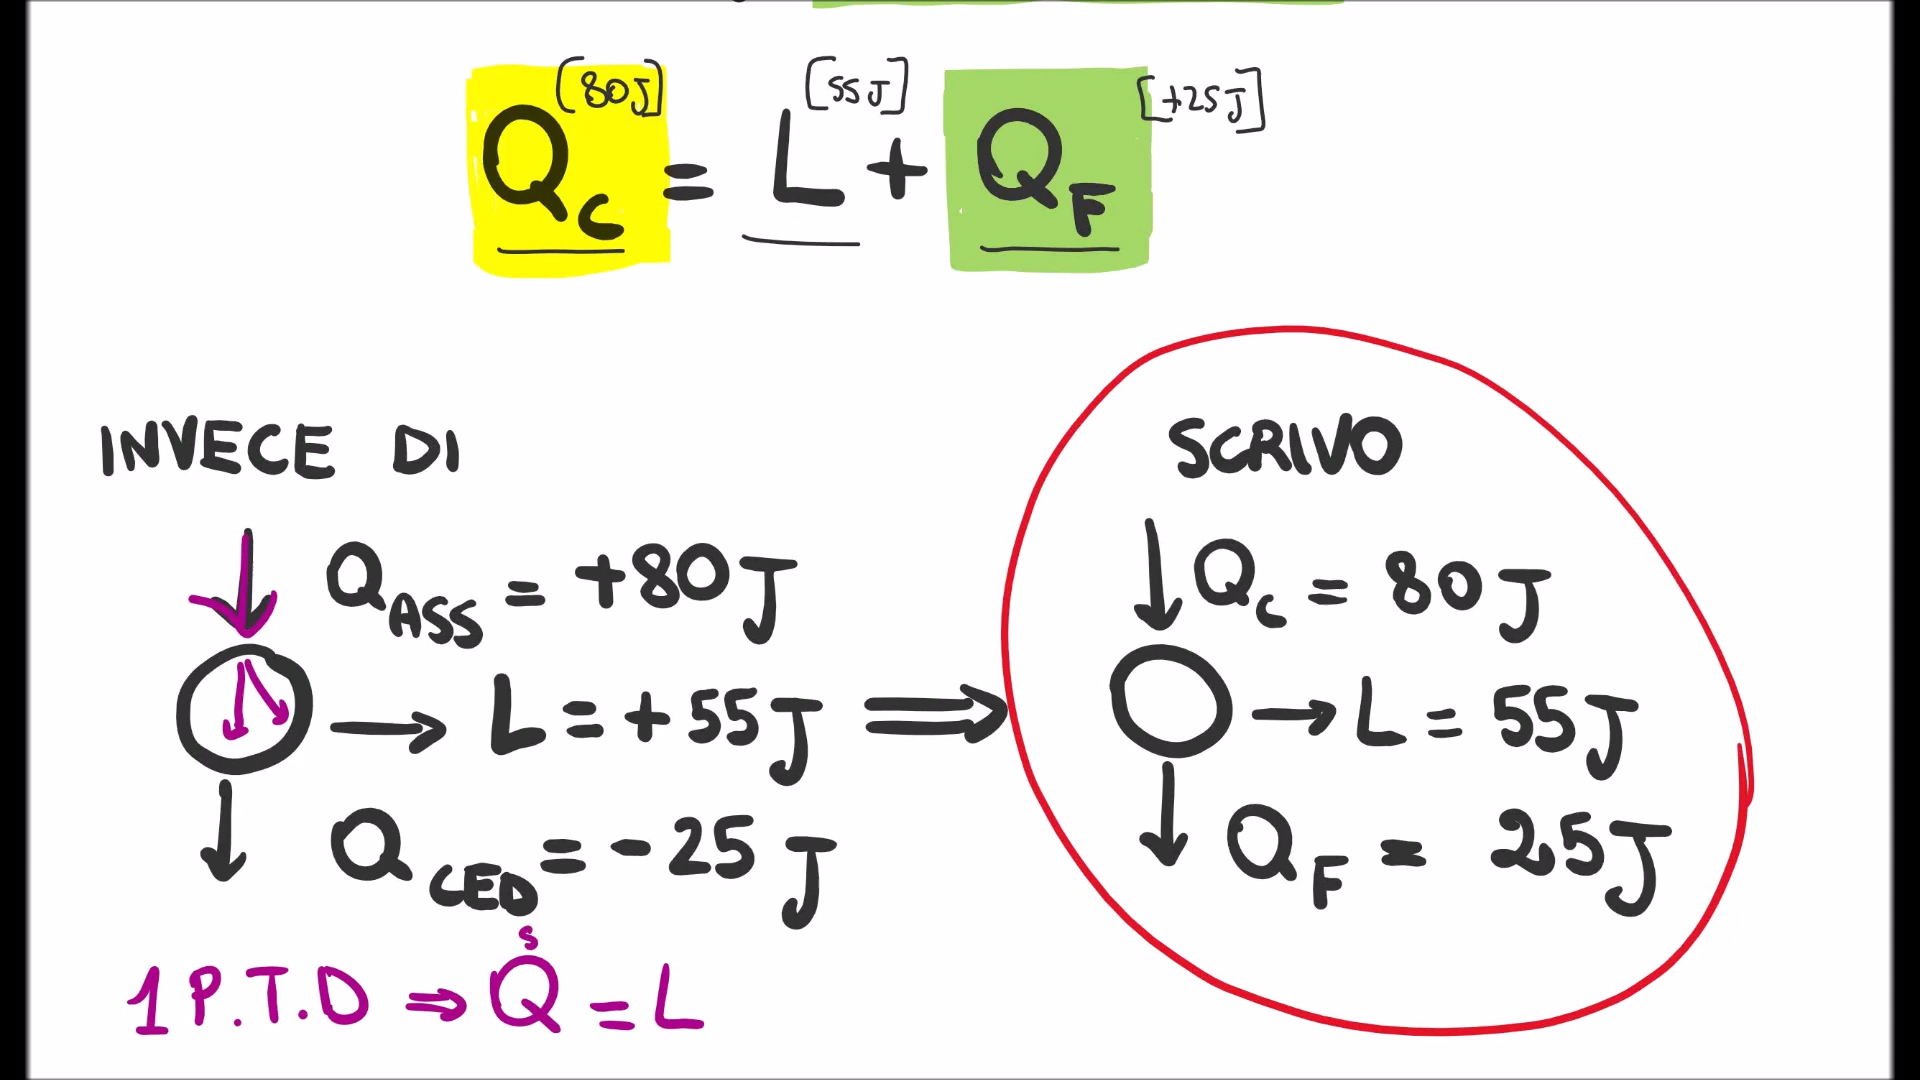 [80J] [55J] [+25J]
QC = L + QF
INVECE DI
SCRIVO
QASS = +80J
QC = 80J
→ L = +55J ⇒
→ L = 55J
QCED = -25J
QF = 25J
S
1 P.T.D ⇒ Q = L